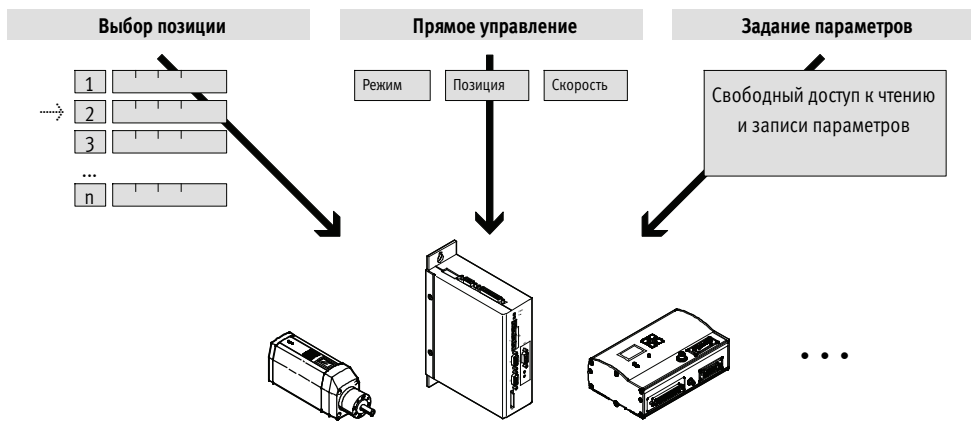 Выбор позиции
Прямое управление
Задание параметров
1
2
3
...
n
Режим
Позиция
Скорость
Свободный доступ к чтению
и записи параметров
...